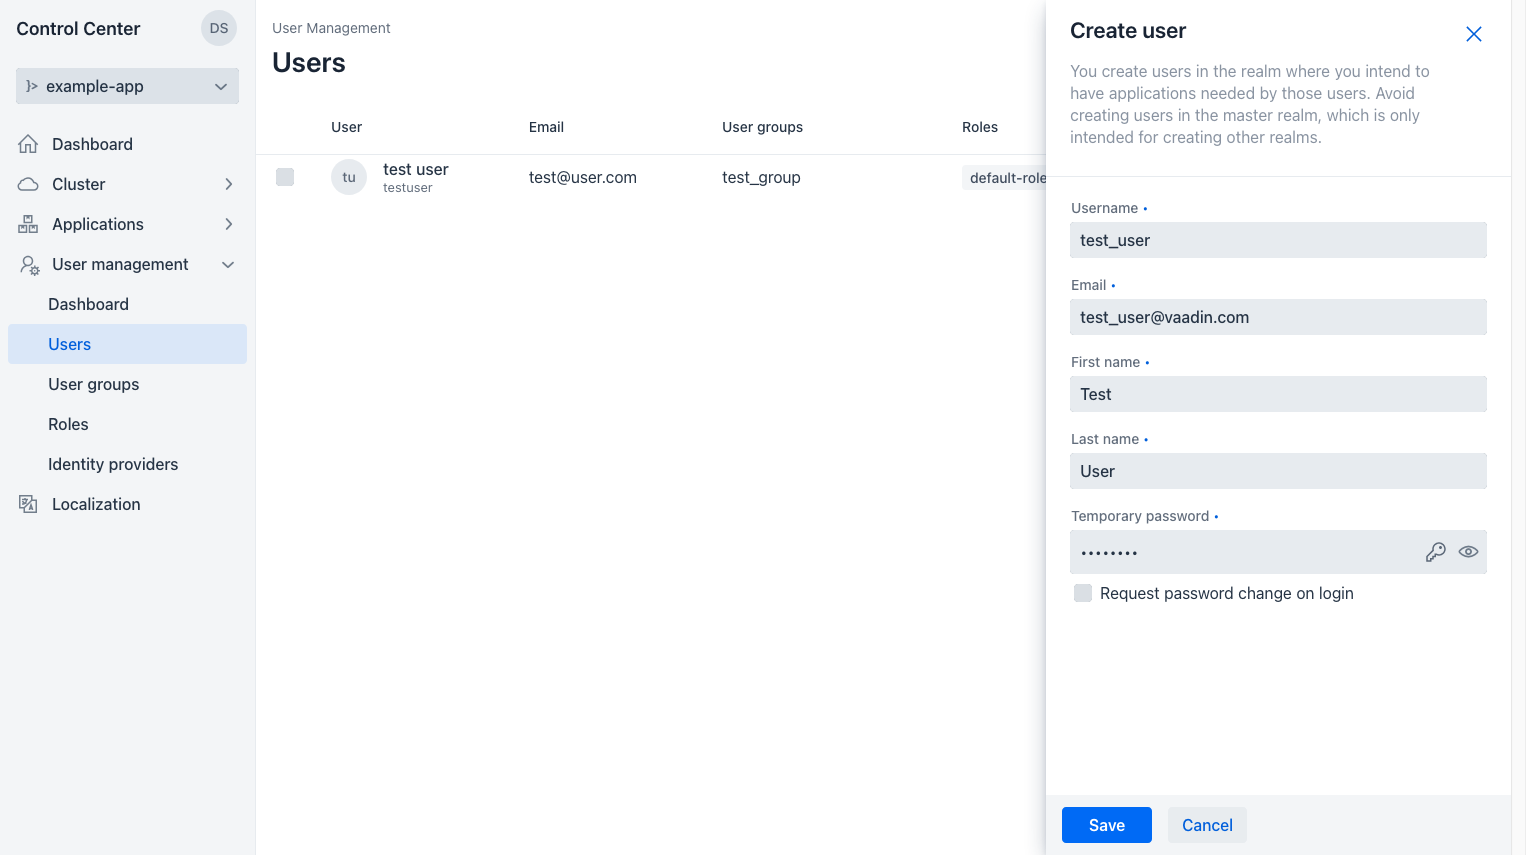 Control Center
DS
example-app
Dashboard
Cluster
Applications
User management
Dashboard
Users
User groups
Roles
Identity providers
Localization
User Management
Users
User Email User groups Roles
tu
test user
testuser
test@user.com
test_group
default-role
Create user
You create users in the realm where you intend to
have applications needed by those users. Avoid
creating users in the master realm, which is only
intended for creating other realms.
Username •
test_user
Email •
test_user@vaadin.com
First name •
Test
Last name •
User
Temporary password •
••••••••
Request password change on login
Save Cancel